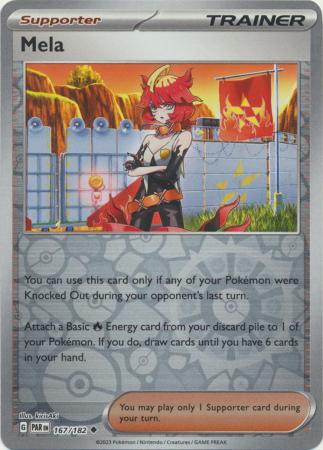 Supporter
TRAINER
Mela
You can use this card only if any of your Pokémon were
Knocked Out during your opponent's last turn.
Attach a Basic Energy card from your discard pile to 1 of
your Pokémon. If you do, draw cards until you have 6 cards
in your hand.
Illus. kirisAki
You may play only 1 Supporter card during
your turn.
G PAR EN 167/182
©2023 Pokémon / Nintendo / Creatures / GAME FREAK